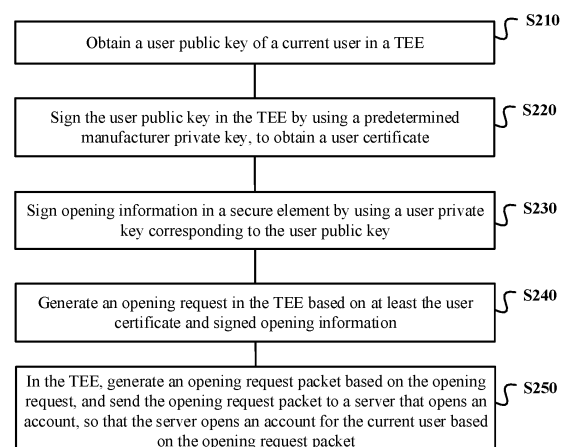 S210
Obtain a user public key of a current user in a TEE
S220
Sign the user public key in the TEE by using a predetermined
manufacturer private key, to obtain a user certificate
S230
Sign opening information in a secure element by using a user private
key corresponding to the user public key
S240
Generate an opening request in the TEE based on at least the user
certificate and signed opening information
S250
In the TEE, generate an opening request packet based on the opening
request, and send the opening request packet to a server that opens an
account, so that the server opens an account for the current user based
on the opening request packet